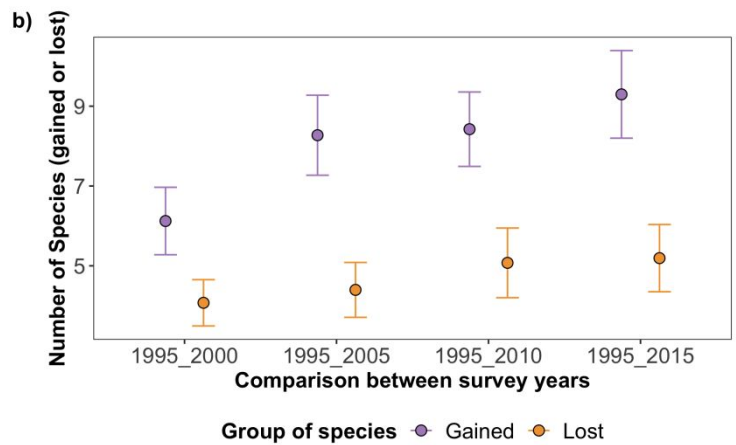 b)
Number of Species (gained or lost)
9
7
5
1995_2000 1995_2005 1995_2010 1995_2015
Comparison between survey years
Group of species Gained Lost